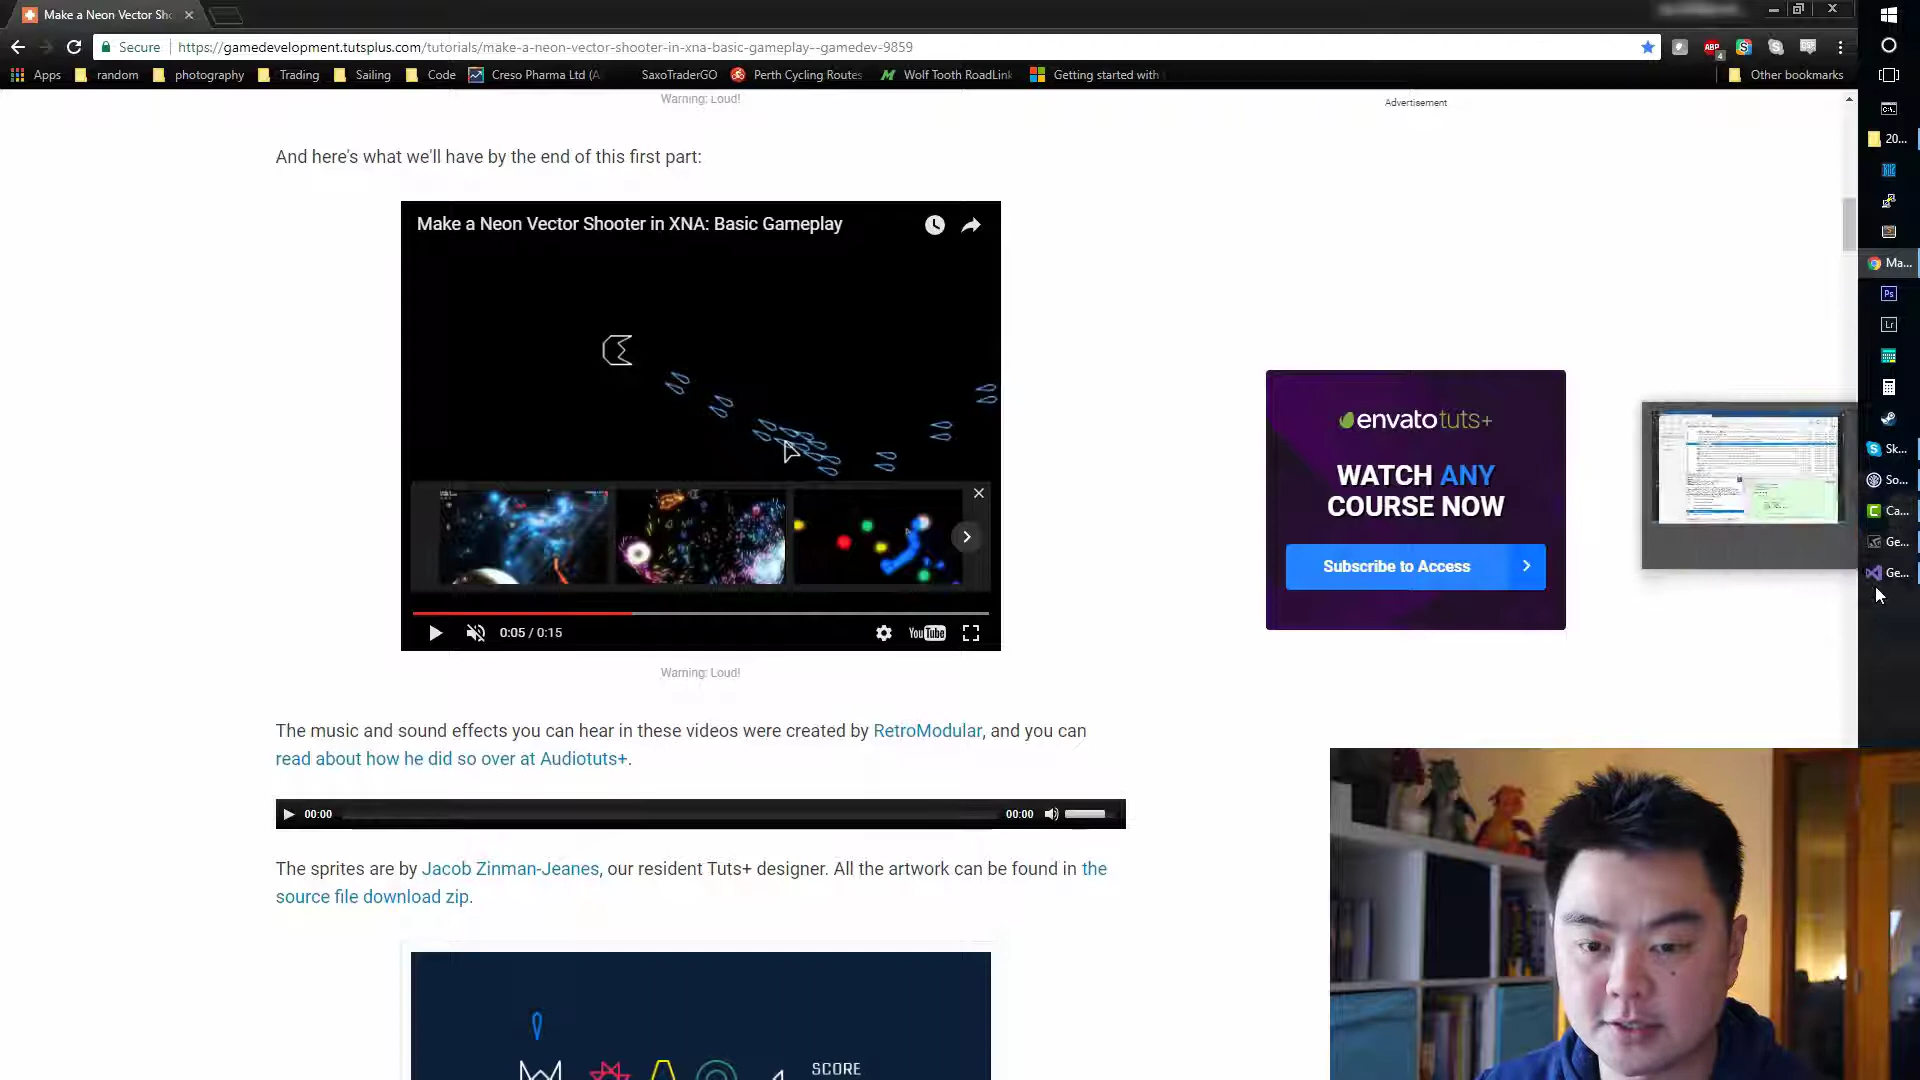 Make a Neon Vector Sh
Secure
https://gamedevelopment.tutsplus.com/tutorials/make-a-neon-vector-shooter-in-xna-basic-gameplay--gamedev-9859
ABP
4
Apps
random
photography
Trading
Sailing
Code
Creso Pharma Ltd (A
SaxoTraderGO
Perth Cycling Routes
Wolf Tooth RoadLink
Getting started with
Other bookmarks
Warning: Loud!
Advertisement
And here's what we'll have by the end of this first part:
Make a Neon Vector Shooter in XNA: Basic Gameplay
0:05 / 0:15
YouTube
Warning: Loud!
envatotuts+
WATCH ANY
COURSE NOW
Subscribe to Access
The music and sound effects you can hear in these videos were created by RetroModular, and you can
read about how he did so over at Audiotuts+.
00:00
00:00
The sprites are by Jacob Zinman-Jeanes, our resident Tuts+ designer. All the artwork can be found in the
source file download zip.
SCORE
20...
Ma...
Ps
Lr
Sk...
So...
Ca...
Ge...
Ge...